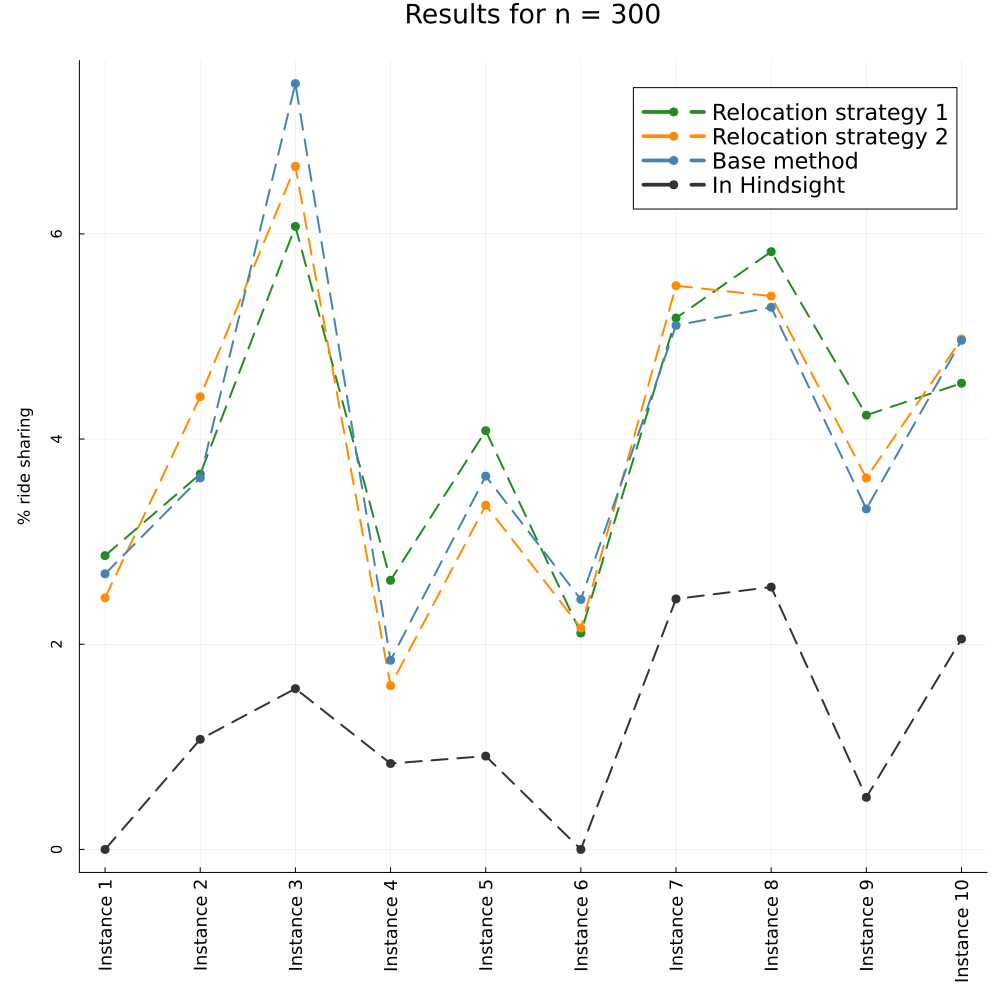 Results for n = 300
Relocation strategy 1
Relocation strategy 2
Base method
In Hindsight
% ride sharing
6
4
2
0
Instance 1
Instance 2
Instance 3
Instance 4
Instance 5
Instance 6
Instance 7
Instance 8
Instance 9
Instance 10